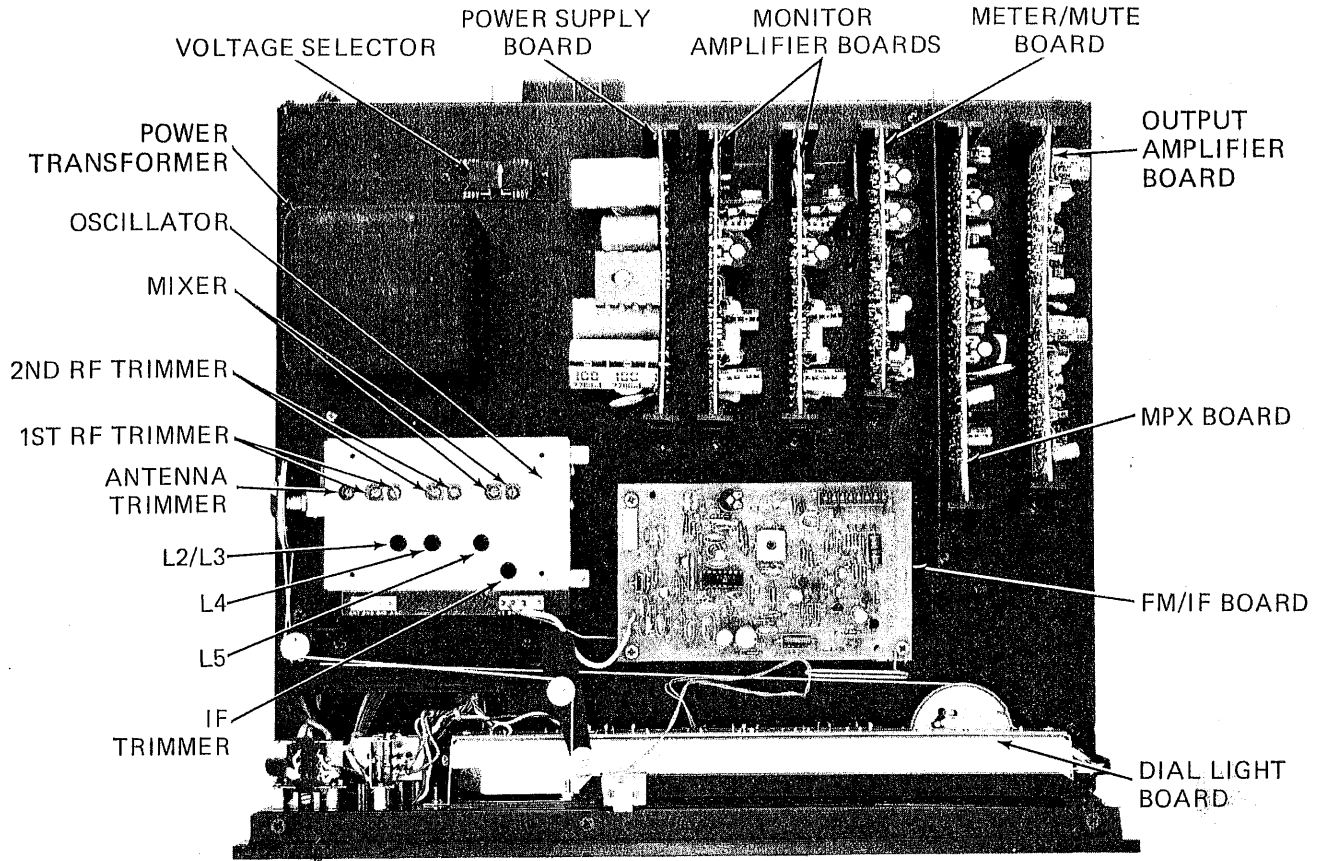 POWER SUPPLY
BOARD
MONITOR
AMPLIFIER BOARDS
METER/MUTE
BOARD
VOLTAGE SELECTOR
POWER
TRANSFORMER
OUTPUT
AMPLIFIER
BOARD
OSCILLATOR
MIXER
2ND RF TRIMMER
1ST RF TRIMMER
MPX BOARD
ANTENNA
TRIMMER
L2/L3
L4
FM/IF BOARD
L5
IF
TRIMMER
DIAL LIGHT
BOARD